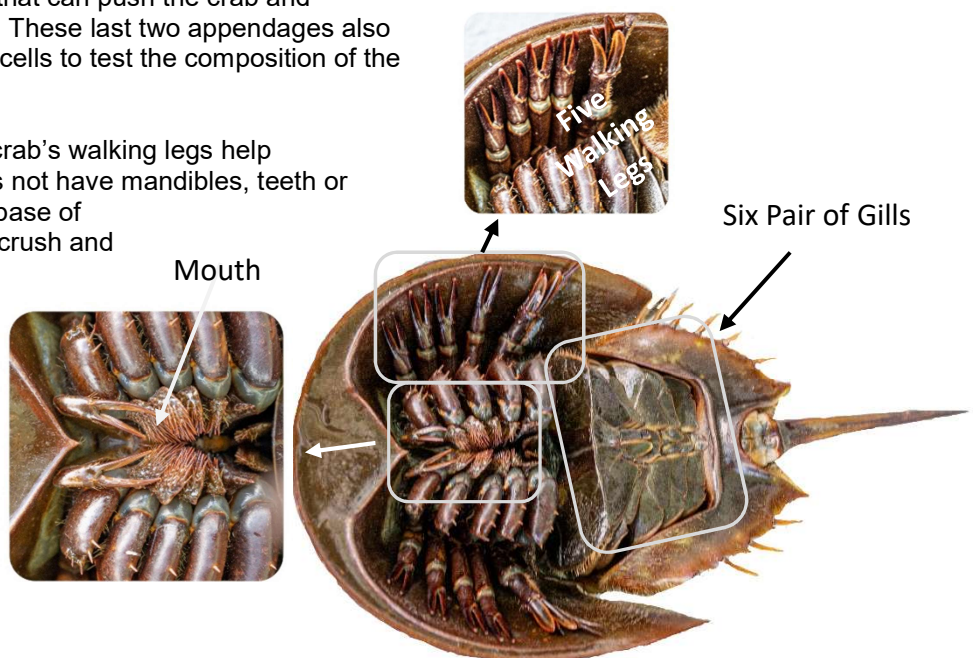 that can push the crab and
These last two appendages also
cells to test the composition of the
crab's walking legs help
not have mandibles, teeth or
base of
crush and
Mouth
Five
Walking
Legs
Six Pair of Gills